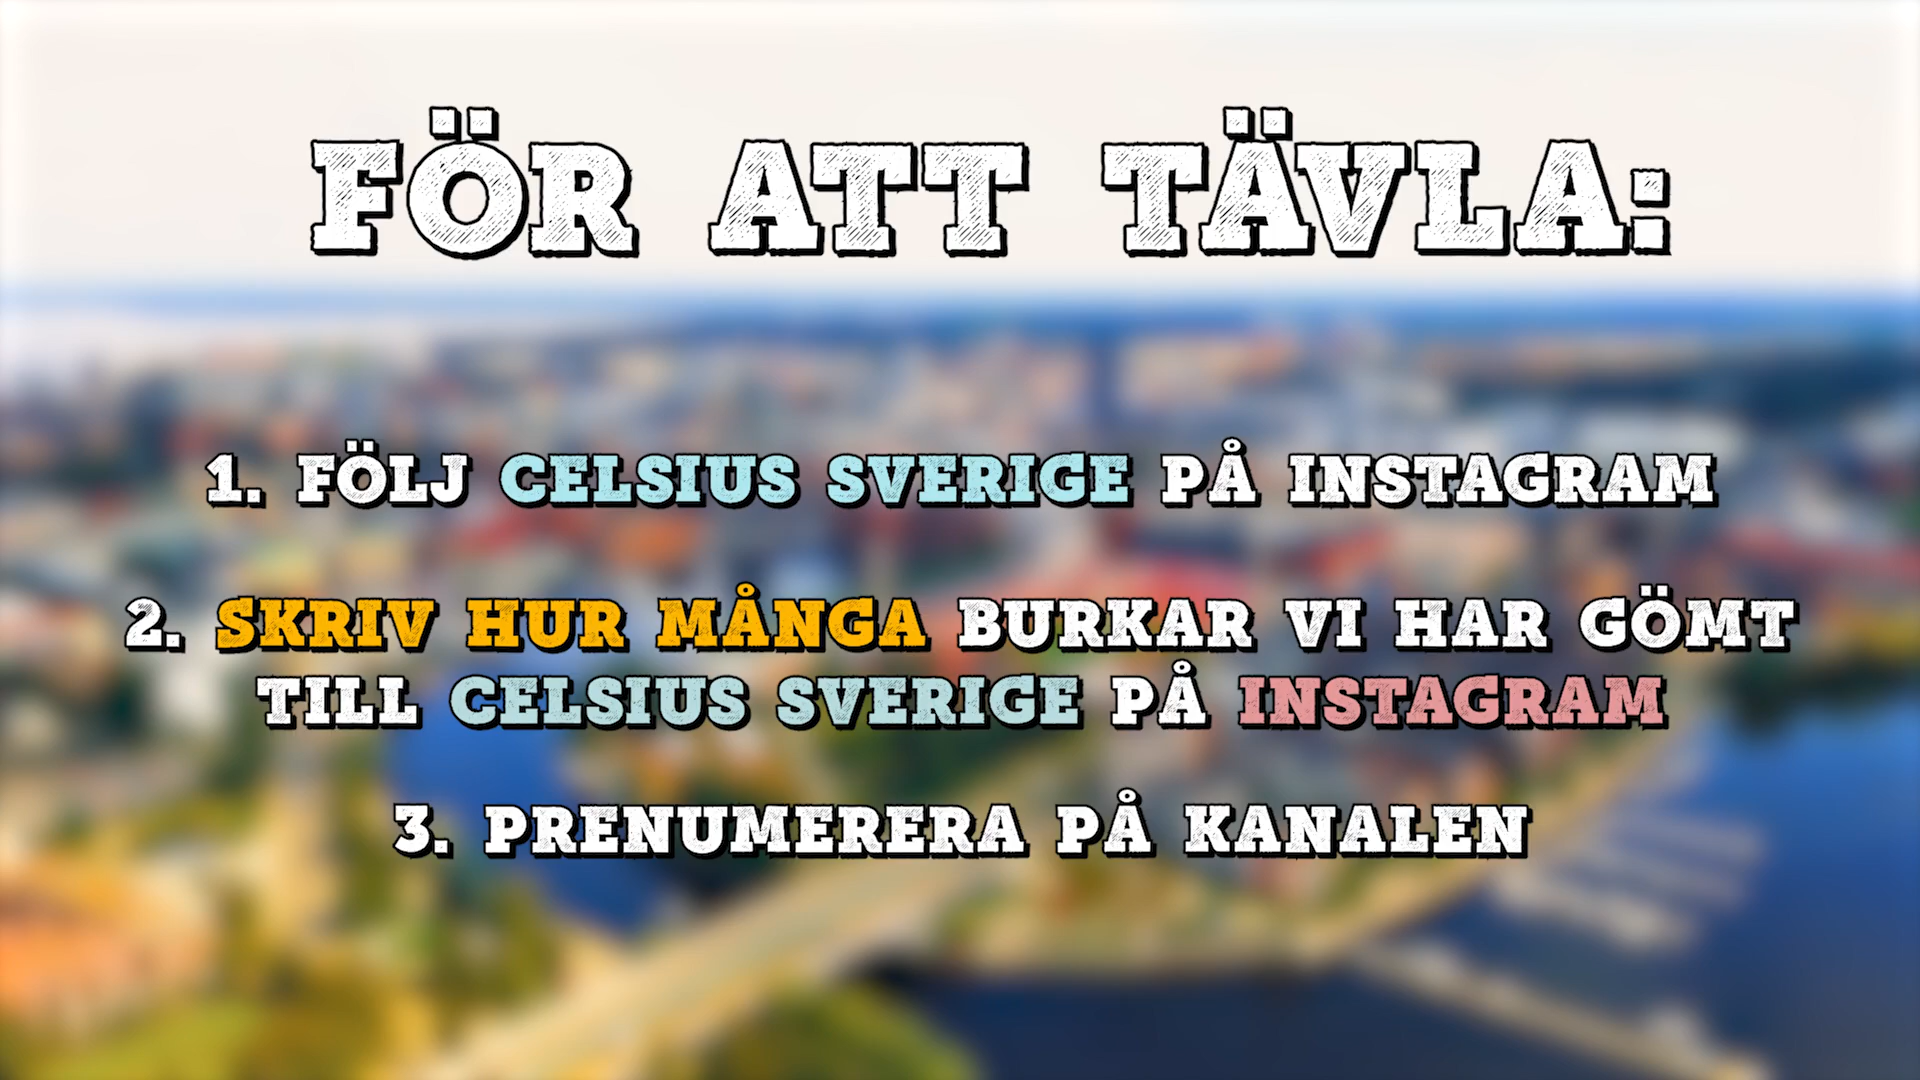 FÖR ATT TÄVLA:
1. FÖLJ CELSIUS SVERIGE PÅ INSTAGRAM
2. SKRIV HUR MÅNGA BURKAR VI HAR GÖMT
TILL CELSIUS SVERIGE PÅ INSTAGRAM
3. PRENUMERERA PÅ KANALEN